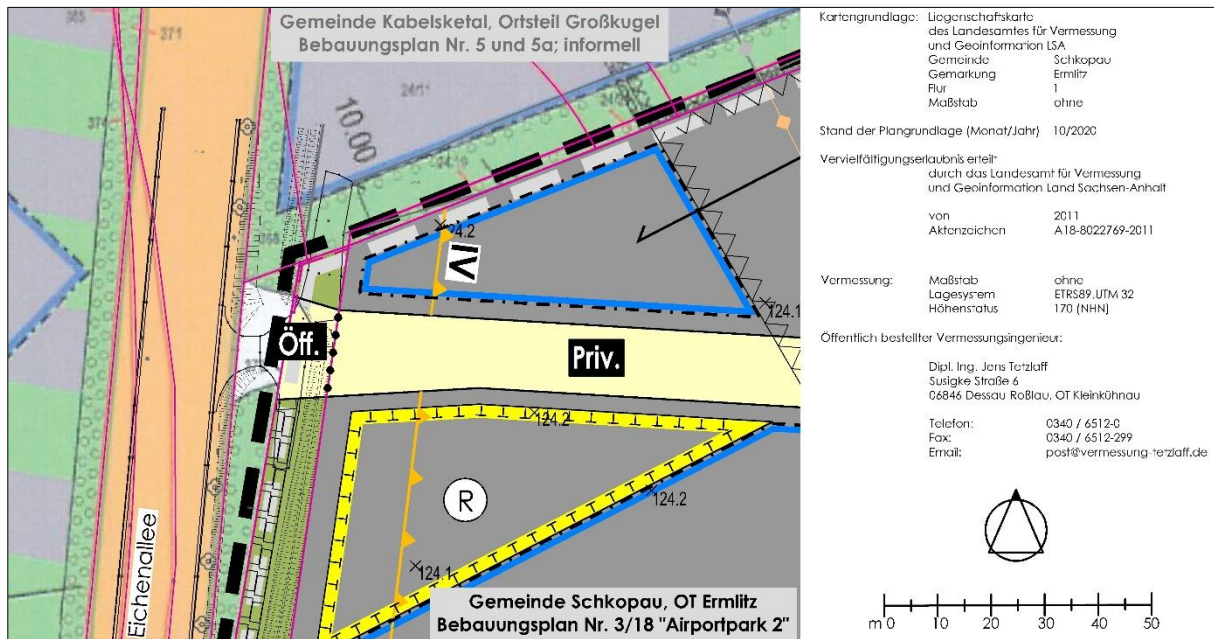 Gemeinde Kabelsketal, Ortsteil Großkugel
Bebauungsplan Nr. 5 und 5a; informell
371
374
368
10.00
24/11
24/19
124.2
IV
124.1
Öff.
Priv.
124.2
124.2
R
124.1
Eichenallee
Gemeinde Schkopau, OT Ermlitz
Bebauungsplan Nr. 3/18 "Airportpark 2"
Kartengrundlage: Liegenschaftskarte
des Landesamtes für Vermessung
und Geoinformation LSA
Gemeinde Schkopau
Gemarkung Ermlitz
Flur 1
Maßstab ohne
Stand der Plangrundlage (Monat/Jahr) 10/2020
Vervielfältigungserlaubnis erteilt
durch das Landesamt für Vermessung
und Geoinformation Land Sachsen-Anhalt
von 2011
Aktenzeichen A18-8022769-2011
Vermessung: Maßstab ohne
Lagesystem ETRS89.UTM 32
Höhenstatus 170 (NHN)
Öffentlich bestellter Vermessungsingenieur:
Dipl. Ing. Jens Tetzlaff
Susigke Straße 6
06846 Dessau Roßlau, OT Kleinkühnau
Telefon: 0340 / 6512-0
Fax: 0340 / 6512-299
Email: post@vermessung-tetzlaff.de
m 0 10 20 30 40 50